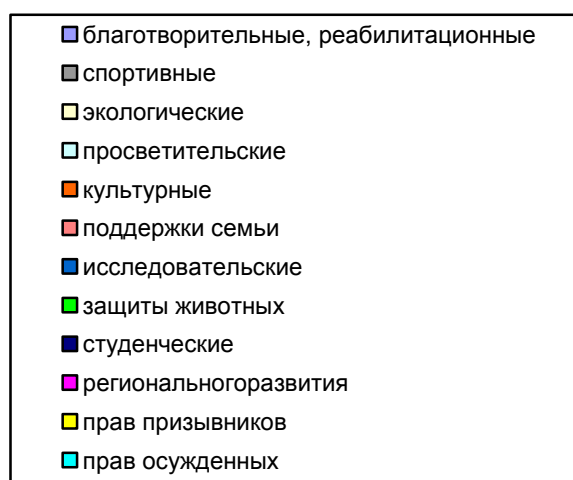 благотворительные, реабилитационные
спортивные
экологические
просветительские
культурные
поддержки семьи
исследовательские
защиты животных
студенческие
региональногоразвития
прав призывников
прав осужденных